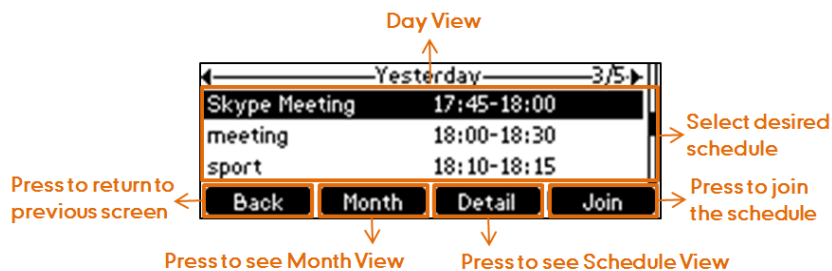 Day View
Yesterday 3/5
Skype Meeting 17:45-18:00
meeting 18:00-18:30
sport 18:10-18:15
Select desired
schedule
Press to return to
previous screen
Back Month Detail Join
Press to join
the schedule
Press to see Month View
Press to see Schedule View